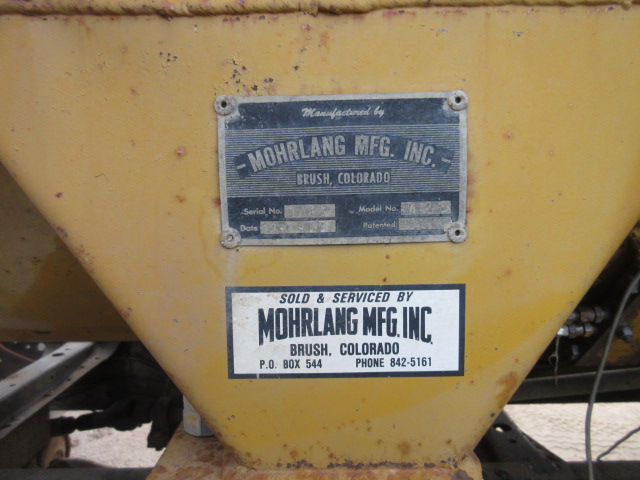 Manufactured by
MOHRLANG MFG. INC.
BRUSH, COLORADO
Serial No. Model No.
Date Patented
SOLD & SERVICED BY
MOHRLANG MFG. INC.
BRUSH, COLORADO
P.O. BOX 544 PHONE 842-5161